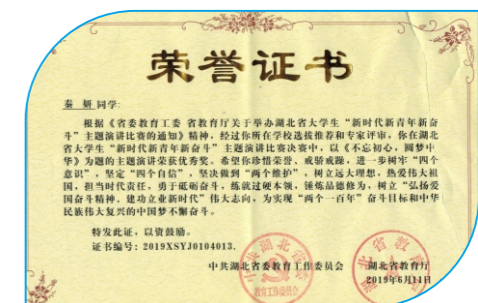 荣誉证书
秦 妍 同学:
根据《省委教育工委 省教育厅关于举办湖北省大学生“新时代新青年新奋
斗”主题演讲比赛的通知》精神，经过你所在学校选拔推荐和专家评审，你在湖北
省大学生“新时代新青年新奋斗”主题演讲比赛决赛中，以《不忘初心，圆梦中
华》为题的主题演讲荣获优秀奖。希望你珍惜荣誉、戒骄戒躁，进一步树牢“四个
意识”，坚定“四个自信”，坚决做到“两个维护”，树立远大理想，热爱伟大祖
国，担当时代责任，勇于砥砺奋斗，练就过硬本领，锤炼品德修为，树立“弘扬爱
国奋斗精神、建功立业新时代”伟大志向，为实现“两个一百年”奋斗目标和中华
民族伟大复兴的中国梦不懈奋斗。
特发此证，以资鼓励。
证书编号：2019XSYJ0104013.
中共湖北省委教育工作委员会 湖北省教育厅
2019年6月11日